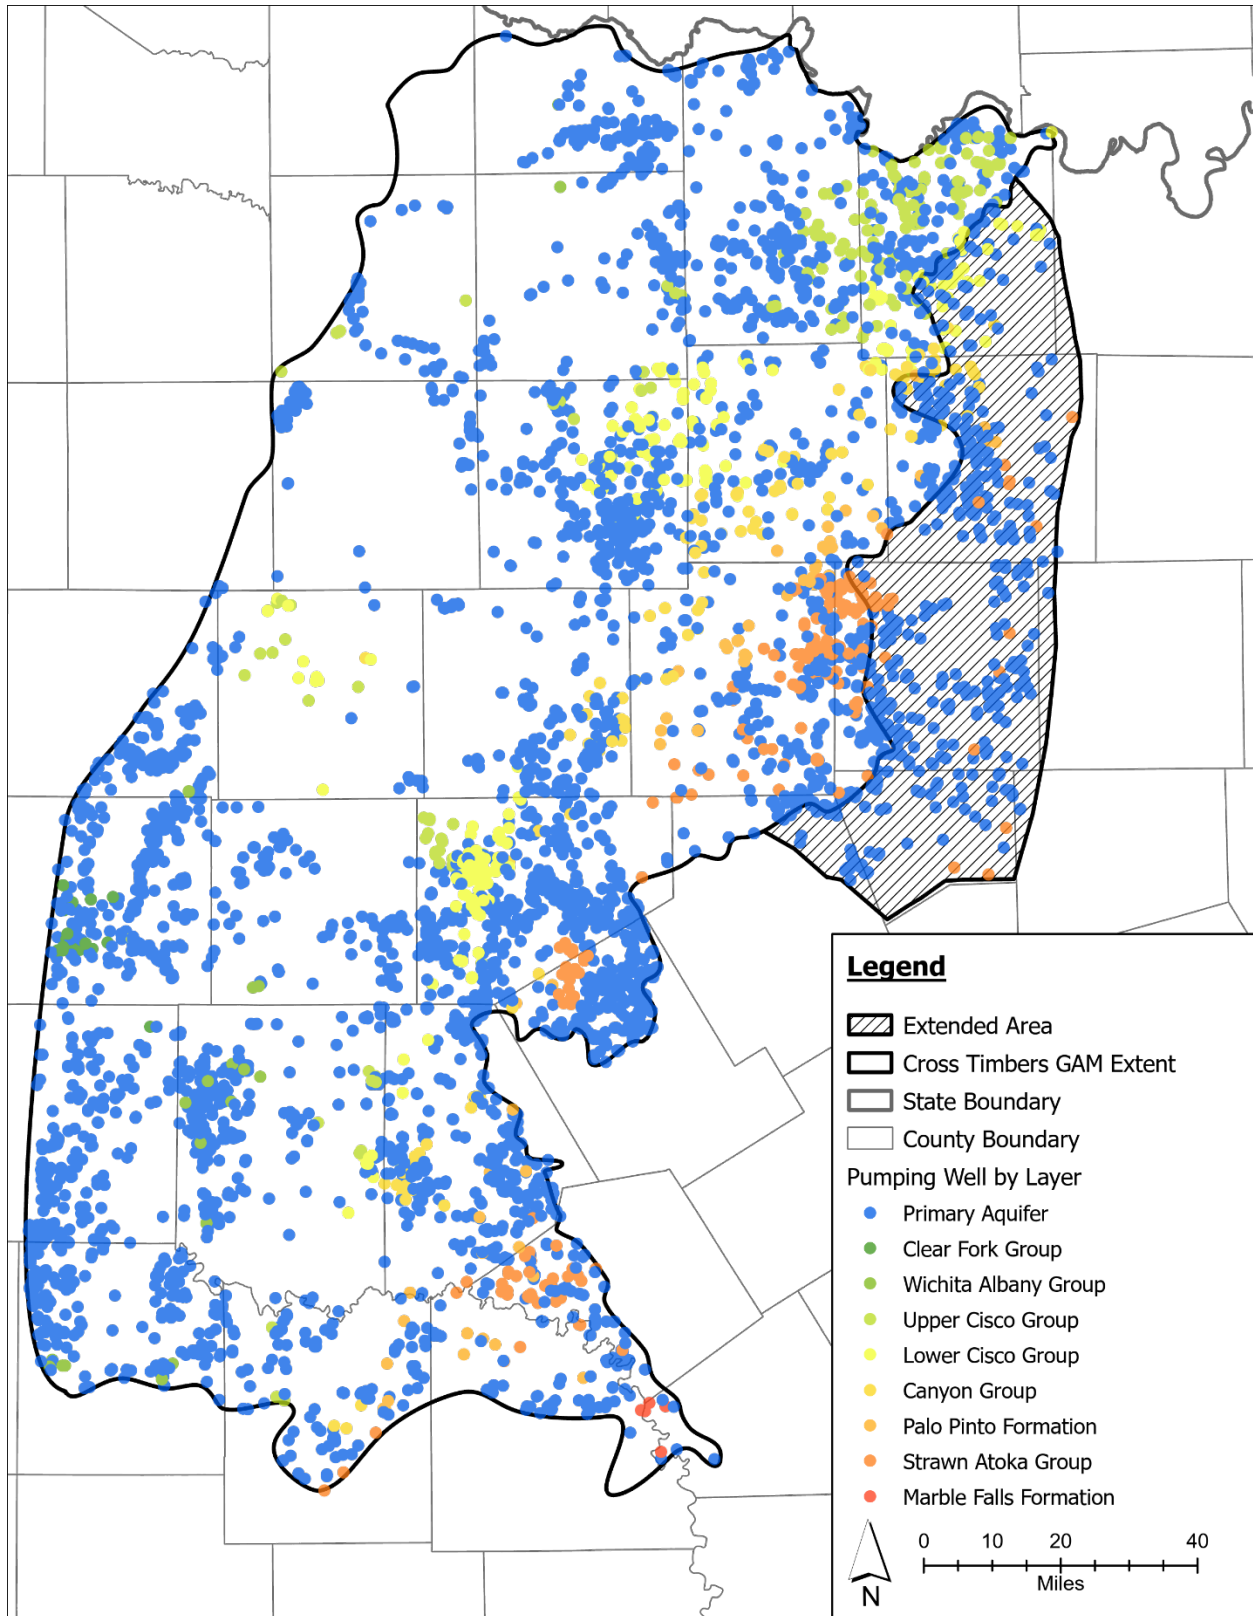 Legend
Extended Area
Cross Timbers GAM Extent
State Boundary
County Boundary
Pumping Well by Layer
Primary Aquifer
Clear Fork Group
Wichita Albany Group
Upper Cisco Group
Lower Cisco Group
Canyon Group
Palo Pinto Formation
Strawn Atoka Group
Marble Falls Formation
0 10 20 40
Miles
N